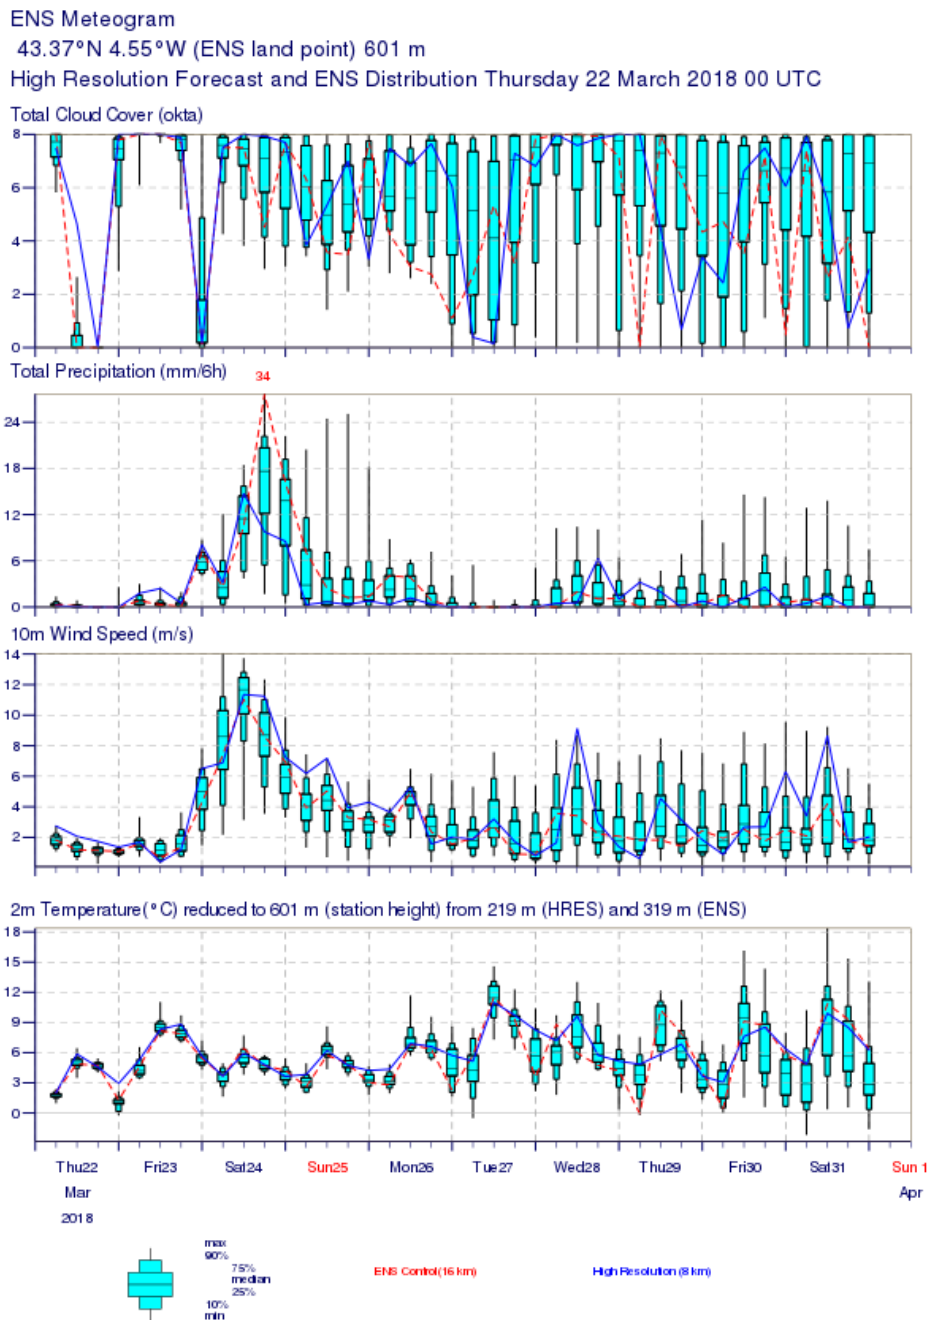 ENS Meteogram
43.37°N 4.55°W (ENS land point) 601 m
High Resolution Forecast and ENS Distribution Thursday 22 March 2018 00 UTC
Total Cloud Cover (okta)
8
6
4
2
0
Total Precipitation (mm/6h)
34
24
18
12
6
0
10m Wind Speed (m/s)
14
12
10
8
6
4
2
2m Temperature(°C) reduced to 601 m (station height) from 219 m (HRES) and 319 m (ENS)
18
15
12
9
6
3
0
Thu22 Fri23 Sat24 Sun25 Mon26 Tue27 Wed28 Thu29 Fri30 Sat31 Sun 1
Mar Apr
2018
max
90%
75%
median
25%
10%
min
ENS Control(16 km)
High Resolution (8 km)